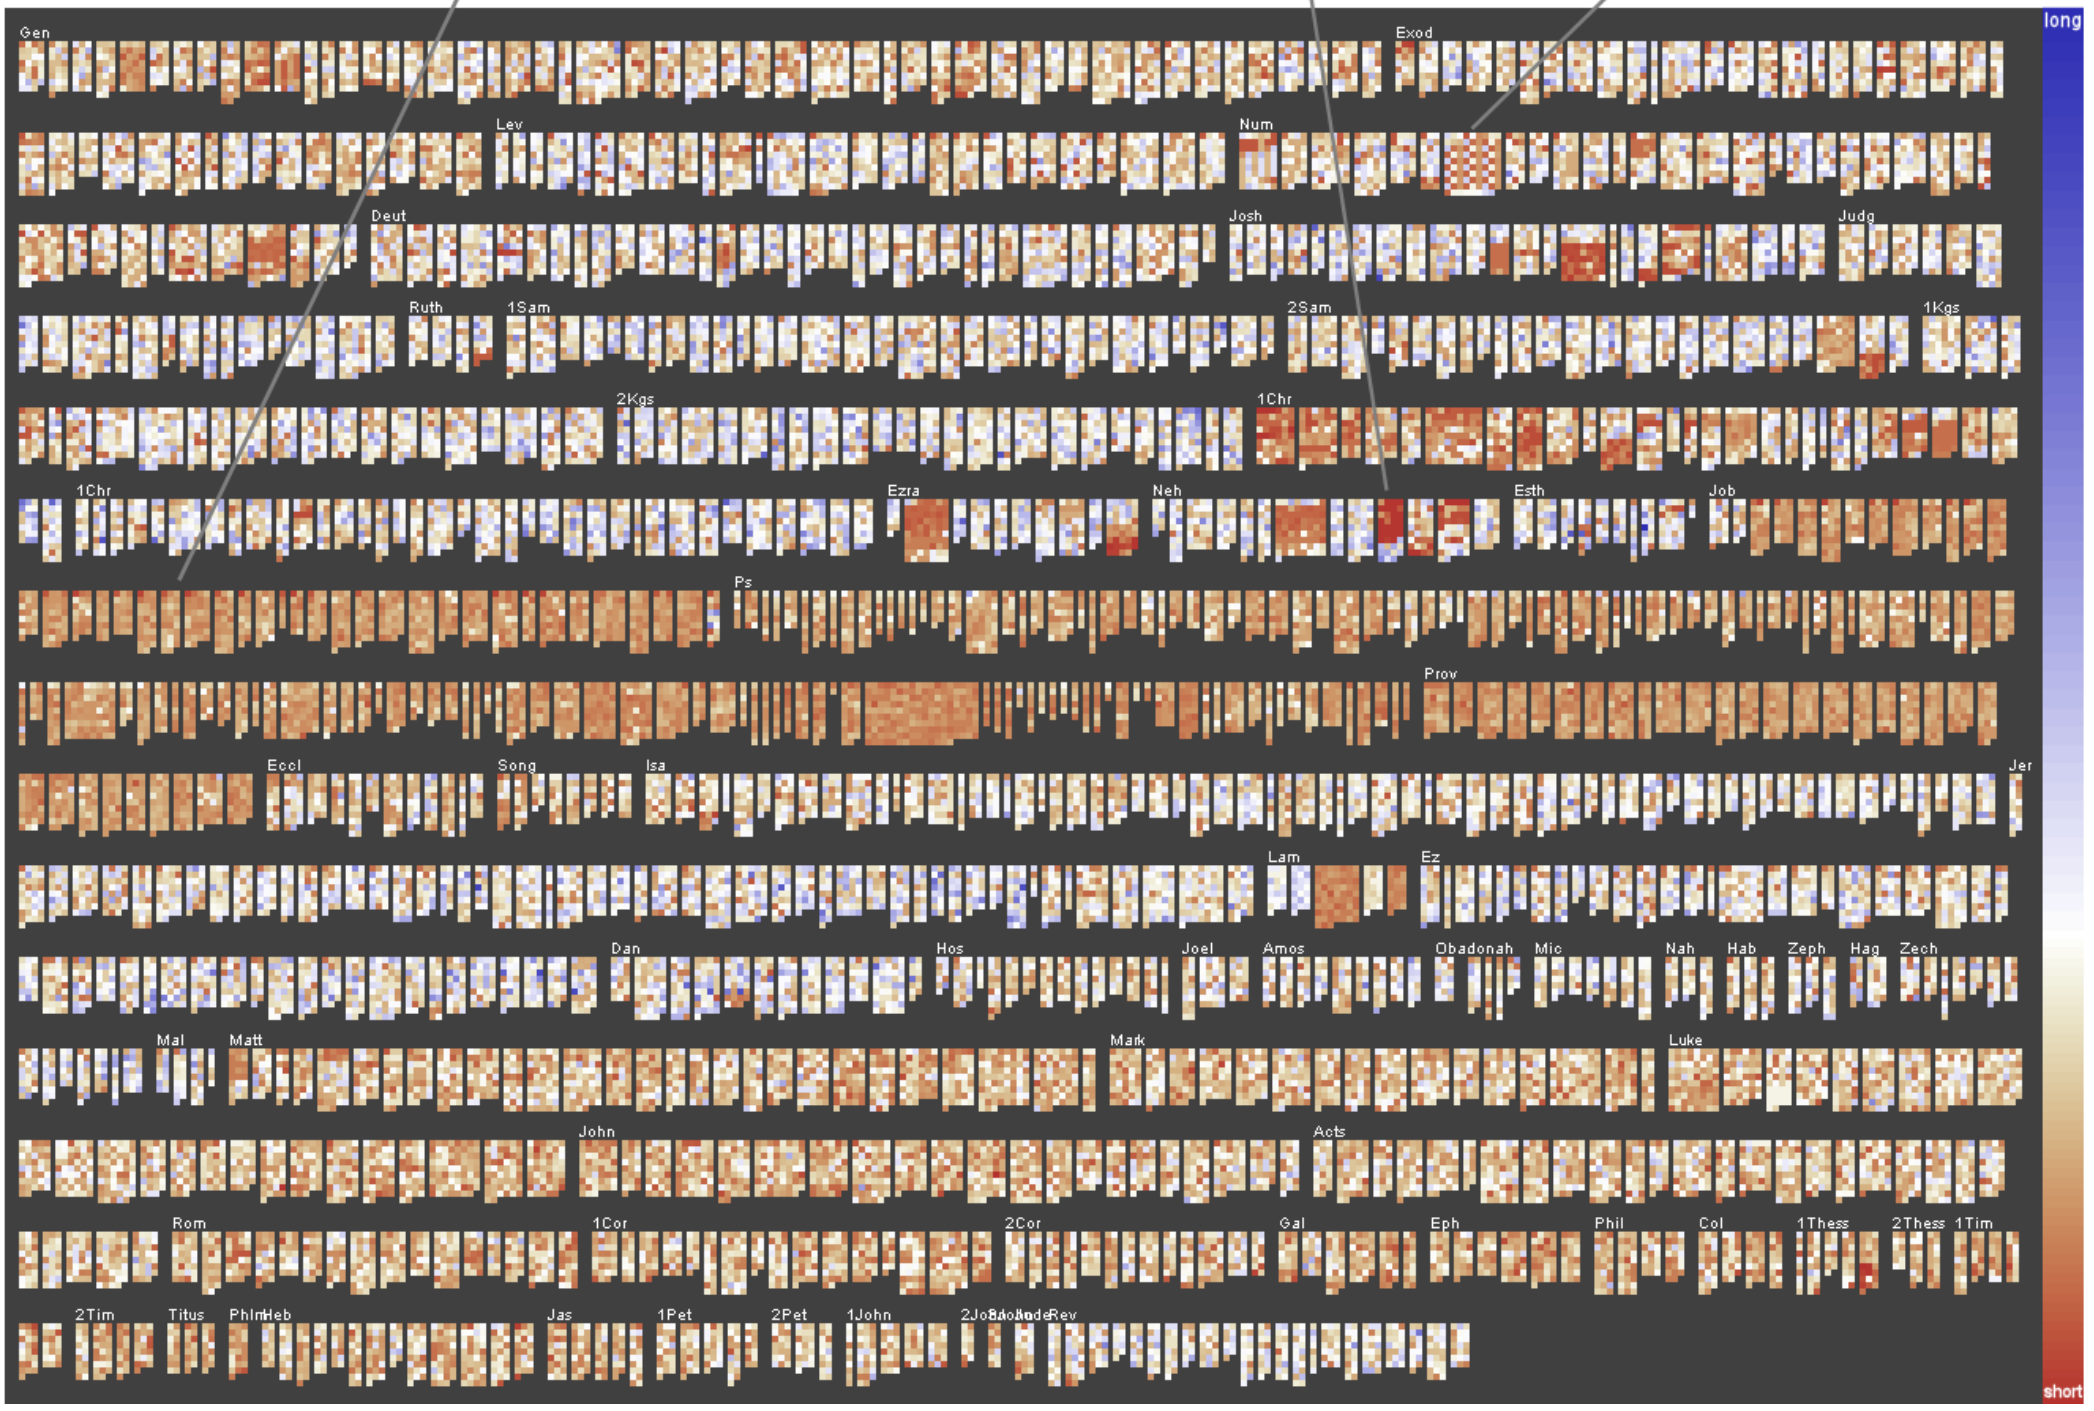 long
Gen Exod
Lev Num
Deut Josh Judg
Ruth 1Sam 2Sam 1Kgs
2Kgs 1Chr
1Chr Ezra Neh Esth Job
Ps
Prov
Eccl Song Isa Jer
Lam Ez
Dan Hos Joel Amos Obadonah Mic Nah Hab Zeph Hag Zech
Mal Matt Mark Luke
John Acts
Rom 1Cor 2Cor Gal Eph Phil Col 1Thess 2Thess 1Tim
2Tim Titus Phlm Heb Jas 1Pet 2Pet 1John Rev
short